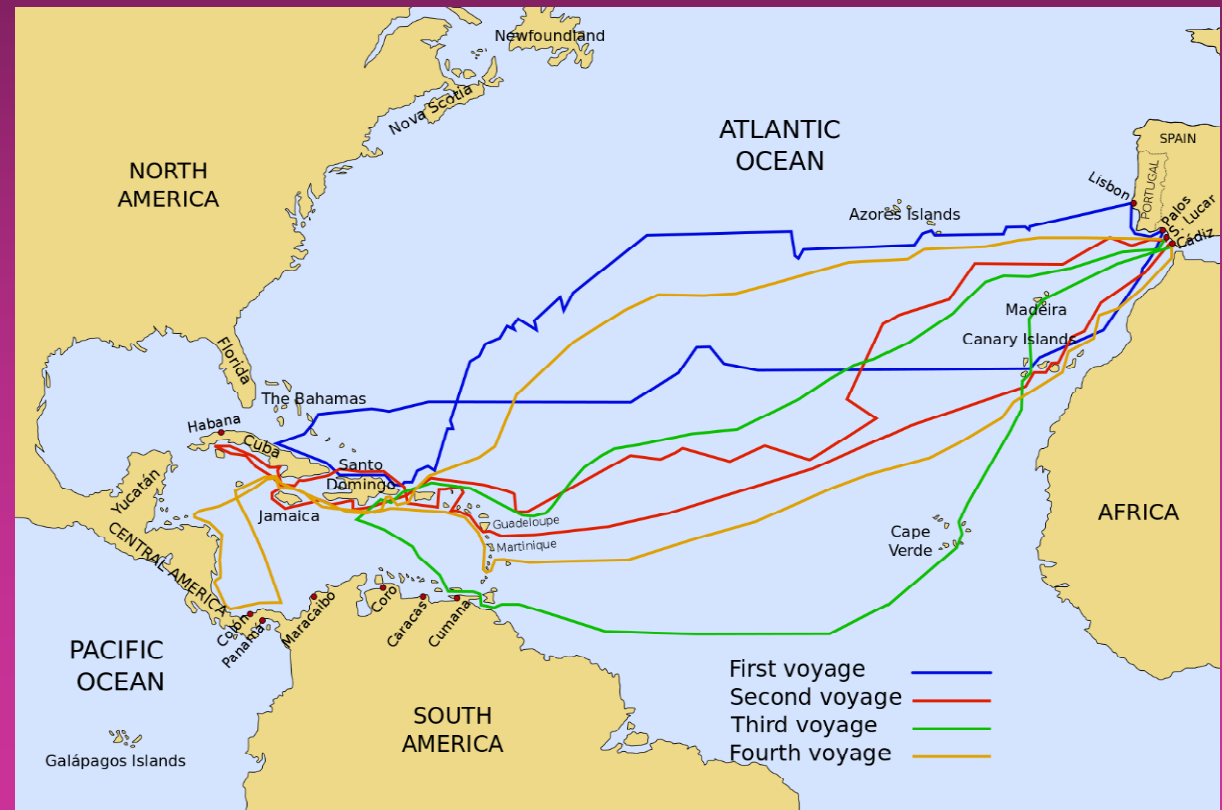 Newfoundland
Nova Scotia
ATLANTIC
OCEAN
SPAIN
PORTUGAL
Lisbon
Palos
S. Lucar
Cádiz
NORTH
AMERICA
Azores Islands
Madeira
Canary Islands
Florida
The Bahamas
Habana
Cuba
Santo
Domingo
Yucatán
Jamaica
Guadeloupe
Martinique
CENTRAL AMERICA
Cape
Verde
AFRICA
Colón
Panamá
Maracaibo
Coro
Caracas
Cumana
PACIFIC
OCEAN
Galápagos Islands
SOUTH
AMERICA
First voyage
Second voyage
Third voyage
Fourth voyage